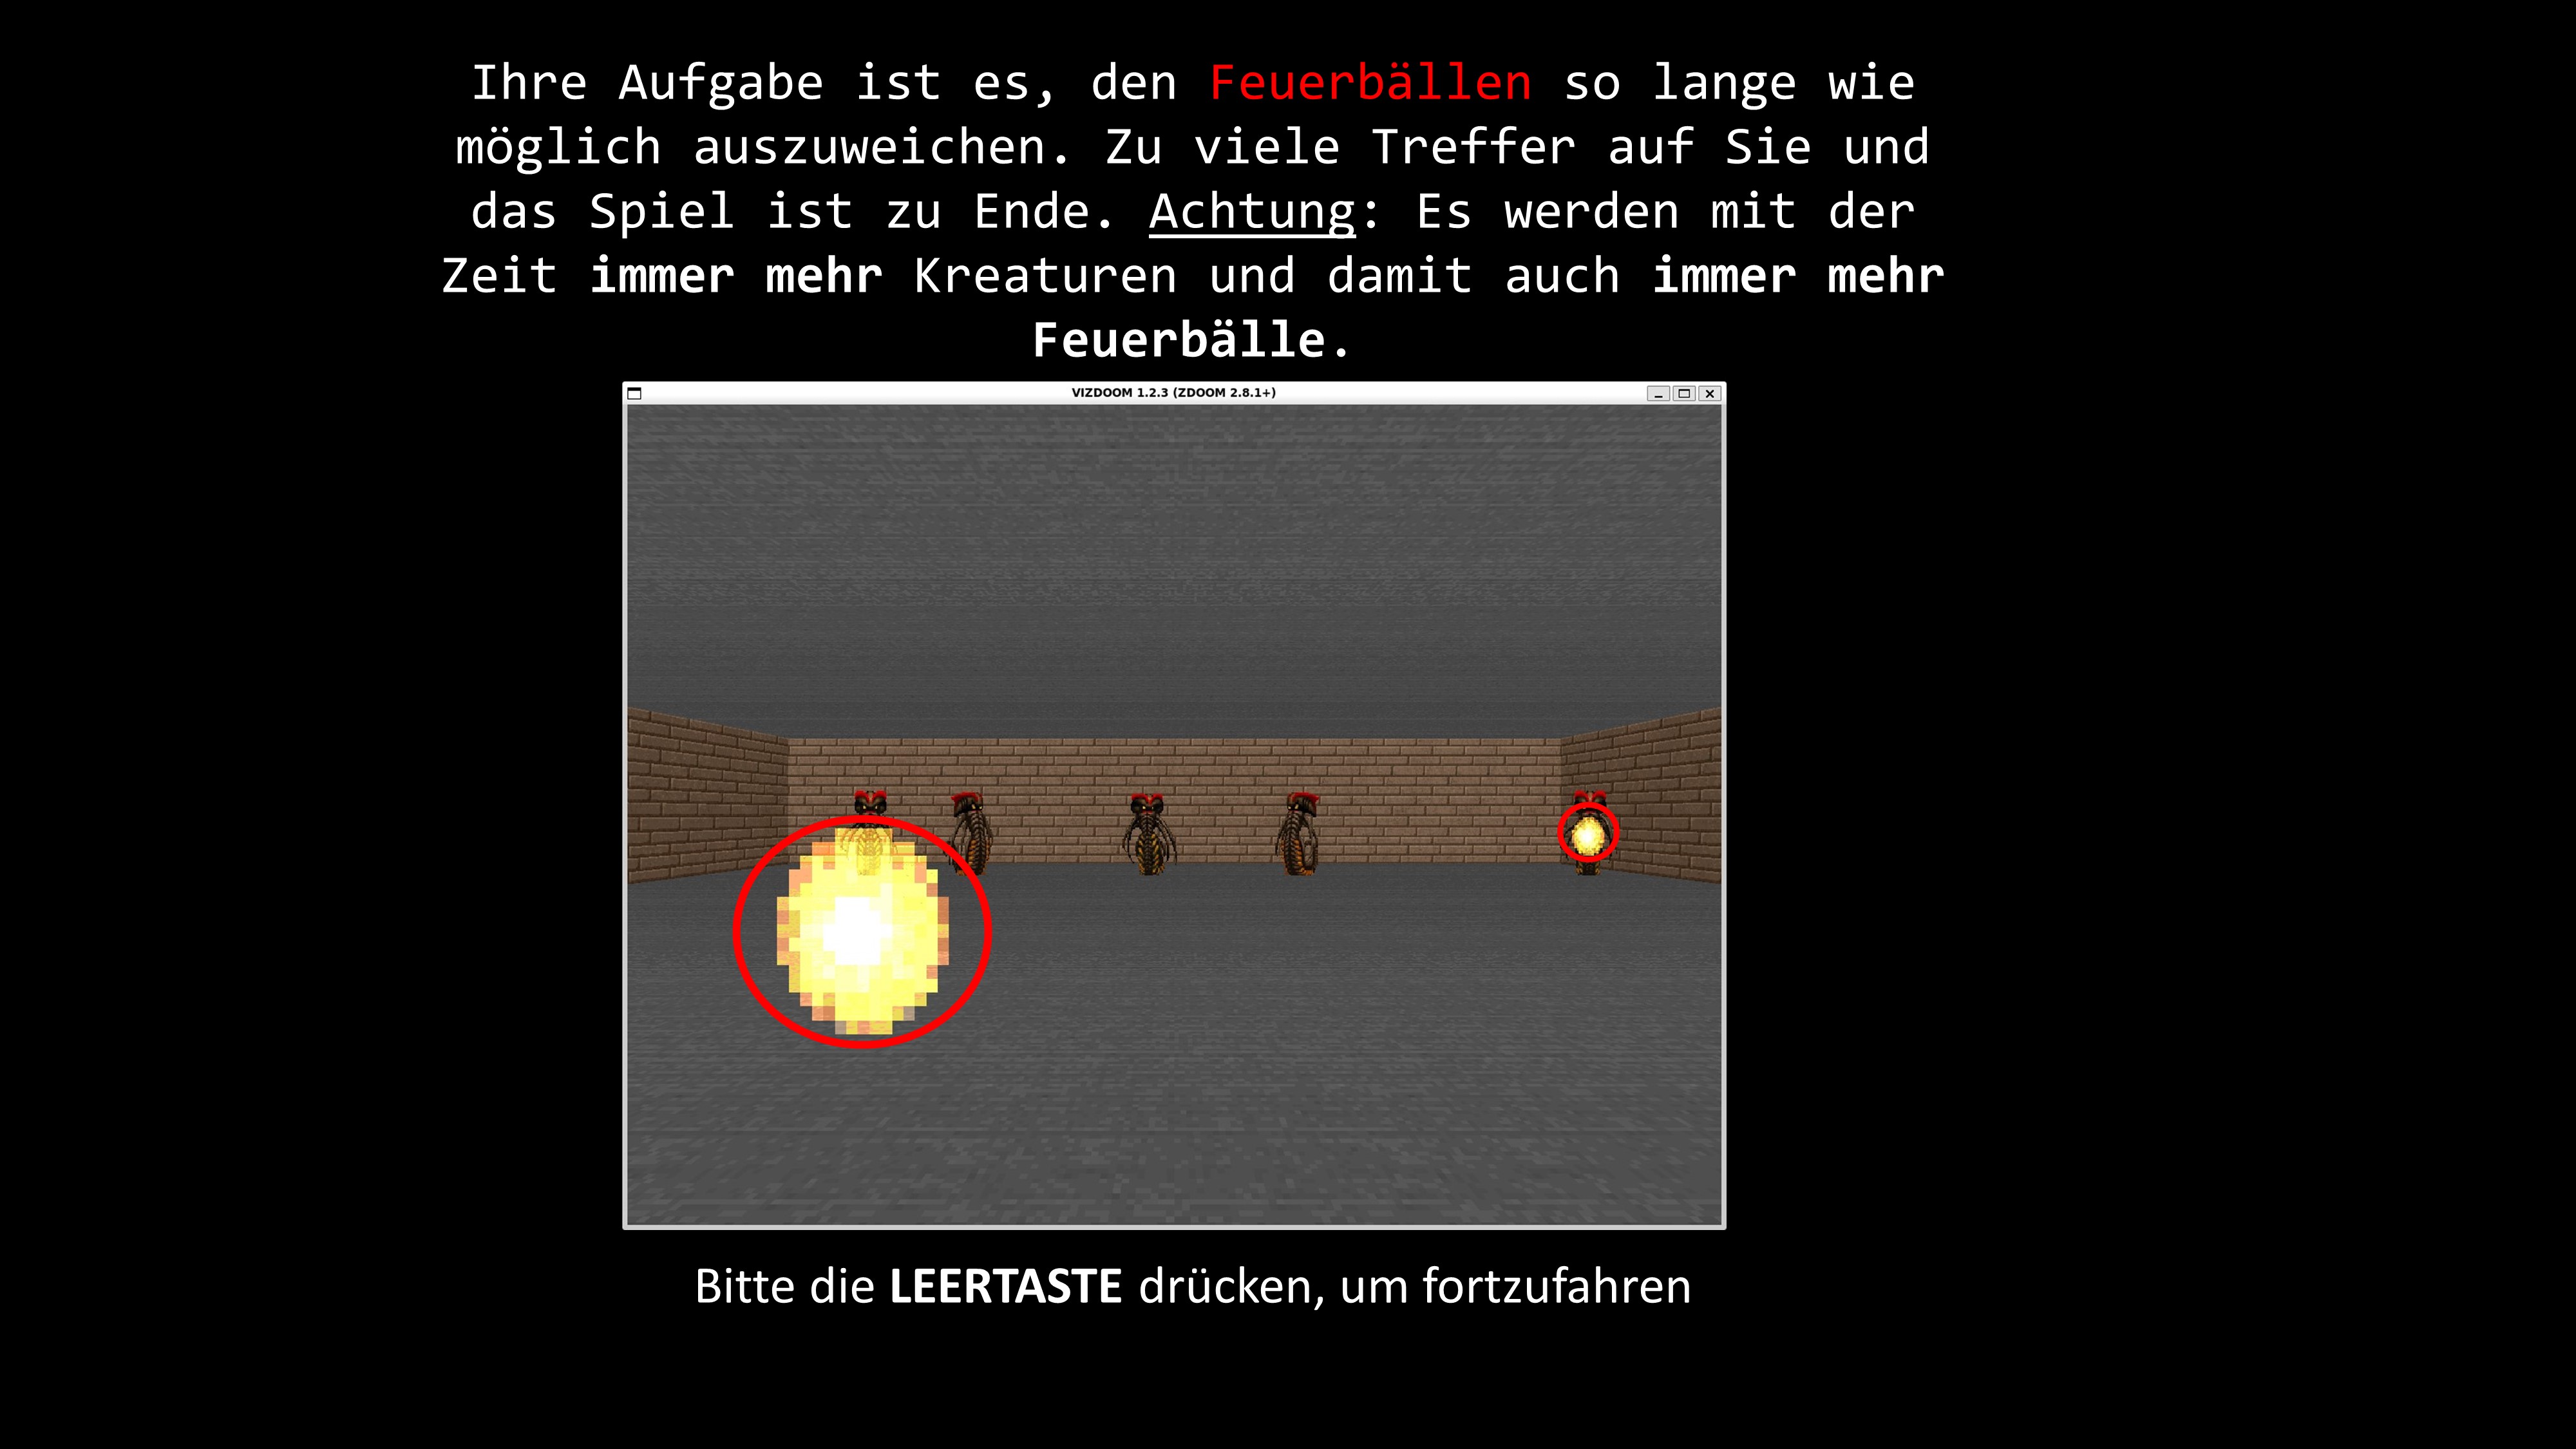 Ihre Aufgabe ist es, den Feuerbällen so lange wie
möglich auszuweichen. Zu viele Treffer auf Sie und
das Spiel ist zu Ende. Achtung: Es werden mit der
Zeit immer mehr Kreaturen und damit auch immer mehr
Feuerbälle.
VIZDOOM 1.2.3 (ZDOOM 2.8.1+)
Bitte die LEERTASTE drücken, um fortzufahren